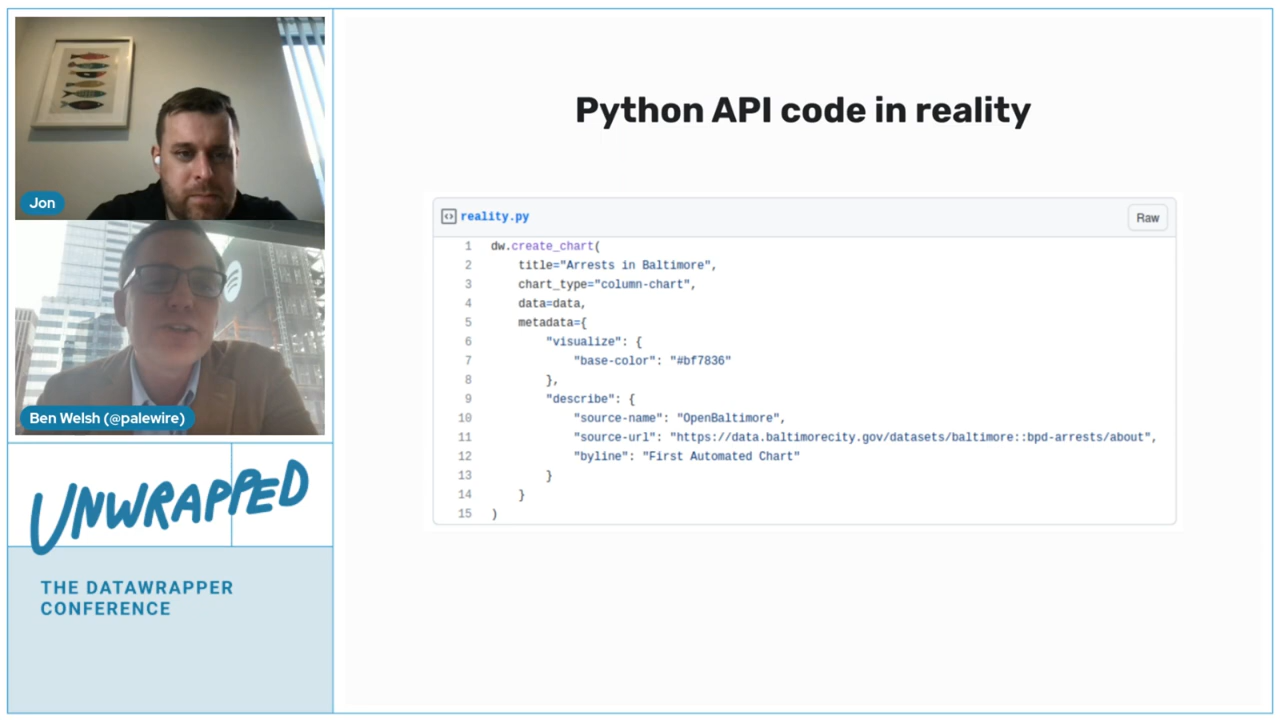 Jon
Ben Welsh (@palewire)
UNWRAPPED
THE DATAWRAPPER
CONFERENCE
Python API code in reality
reality.py
Raw
1 dw.create_chart(
2     title="Arrests in Baltimore",
3     chart_type="column-chart",
4     data=data,
5     metadata={
6         "visualize": {
7             "base-color": "#bf7836"
8         },
9         "describe": {
10             "source-name": "OpenBaltimore",
11             "source-url": "https://data.baltimorecity.gov/datasets/baltimore::bpd-arrests/about",
12             "byline": "First Automated Chart"
13         }
14     }
15 )